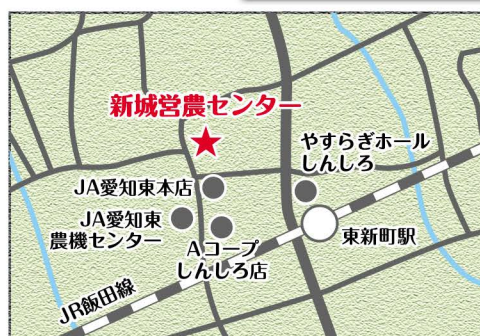 新城営農センター
やすらぎホール
しんしろ
JA愛知東本店
JA愛知東
農機センター
Aコープ
しんしろ店
東新町駅
JR飯田線